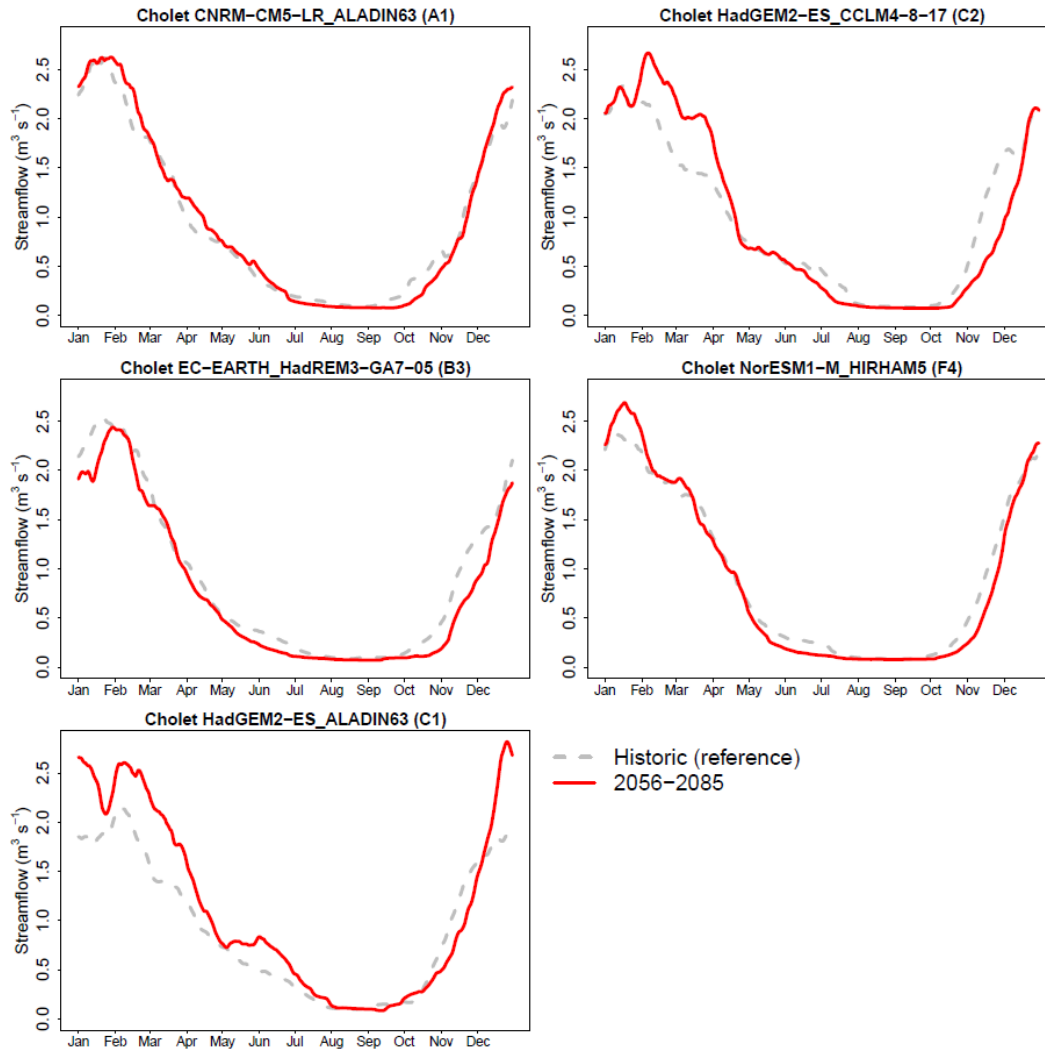 Cholet CNRM−CM5−LR_ALADIN63 (A1)
Streamflow (m³ s⁻¹)
2.5
2.0
1.5
1.0
0.5
0.0
Jan Feb Mar Apr May Jun Jul Aug Sep Oct Nov Dec
Cholet HadGEM2−ES_CCLM4−8−17 (C2)
Streamflow (m³ s⁻¹)
2.5
2.0
1.5
1.0
0.5
0.0
Jan Feb Mar Apr May Jun Jul Aug Sep Oct Nov Dec
Cholet EC−EARTH_HadREM3−GA7−05 (B3)
Streamflow (m³ s⁻¹)
2.5
2.0
1.5
1.0
0.5
0.0
Jan Feb Mar Apr May Jun Jul Aug Sep Oct Nov Dec
Cholet NorESM1−M_HIRHAM5 (F4)
Streamflow (m³ s⁻¹)
2.5
2.0
1.5
1.0
0.5
0.0
Jan Feb Mar Apr May Jun Jul Aug Sep Oct Nov Dec
Cholet HadGEM2−ES_ALADIN63 (C1)
Streamflow (m³ s⁻¹)
2.5
2.0
1.5
1.0
0.5
0.0
Jan Feb Mar Apr May Jun Jul Aug Sep Oct Nov Dec
Historic (reference)
2056−2085